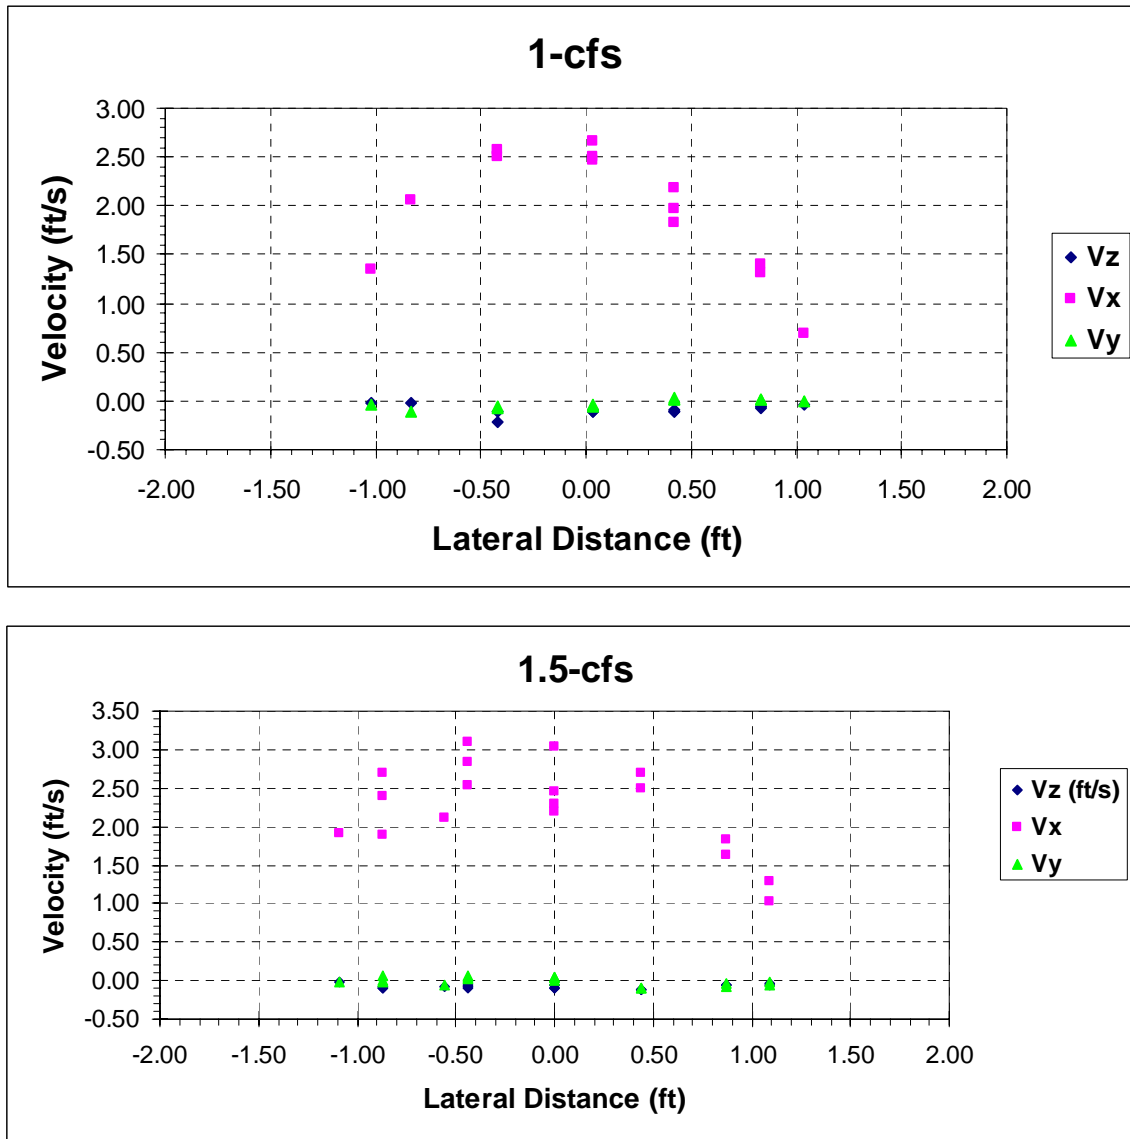 1-cfs
3.00
2.50
2.00
1.50
1.00
0.50
0.00
-0.50
Velocity (ft/s)
-2.00 -1.50 -1.00 -0.50 0.00 0.50 1.00 1.50 2.00
Lateral Distance (ft)
Vz
Vx
Vy
1.5-cfs
3.50
3.00
2.50
2.00
1.50
1.00
0.50
0.00
-0.50
Velocity (ft/s)
-2.00 -1.50 -1.00 -0.50 0.00 0.50 1.00 1.50 2.00
Lateral Distance (ft)
Vz (ft/s)
Vx
Vy